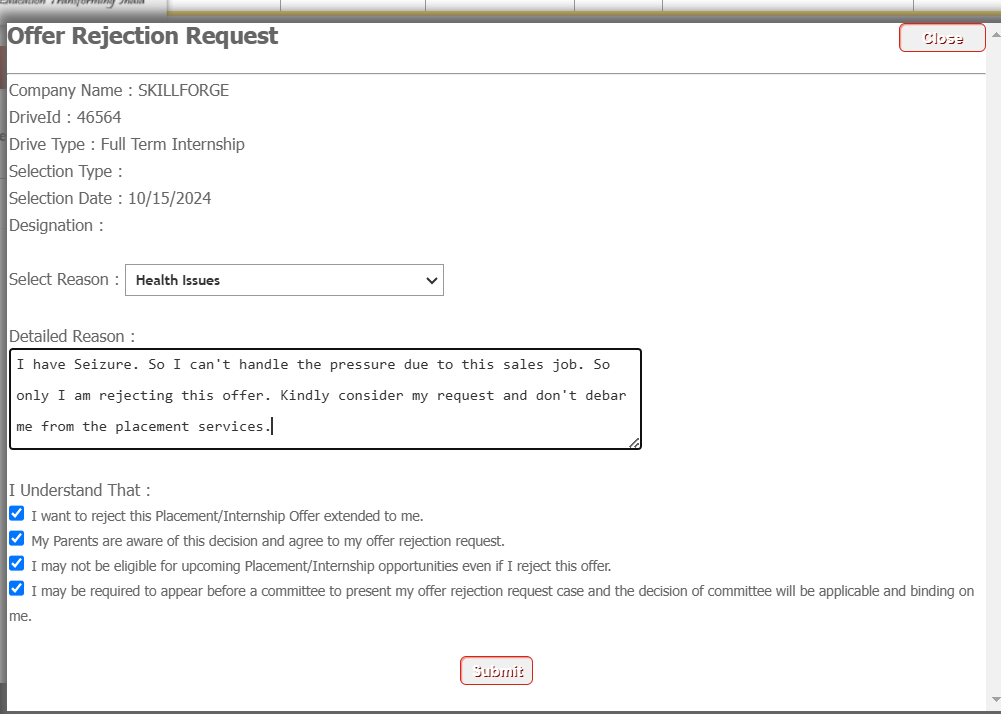 Education Transforming India
Offer Rejection Request
Close
Company Name : SKILLFORGE
DriveId : 46564
Drive Type : Full Term Internship
Selection Type :
Selection Date : 10/15/2024
Designation :
Select Reason : Health Issues
Detailed Reason :
I have Seizure. So I can't handle the pressure due to this sales job. So
only I am rejecting this offer. Kindly consider my request and don't debar
me from the placement services.
I Understand That :
I want to reject this Placement/Internship Offer extended to me.
My Parents are aware of this decision and agree to my offer rejection request.
I may not be eligible for upcoming Placement/Internship opportunities even if I reject this offer.
I may be required to appear before a committee to present my offer rejection request case and the decision of committee will be applicable and binding on
me.
Submit